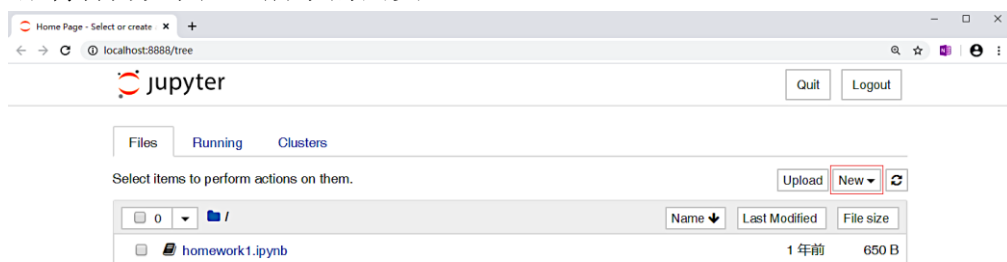 Home Page - Select or create
localhost:8888/tree
jupyter Quit Logout
Files Running Clusters
Select items to perform actions on them. Upload New
0 / Name Last Modified File size
homework1.ipynb 1 年前 650 B